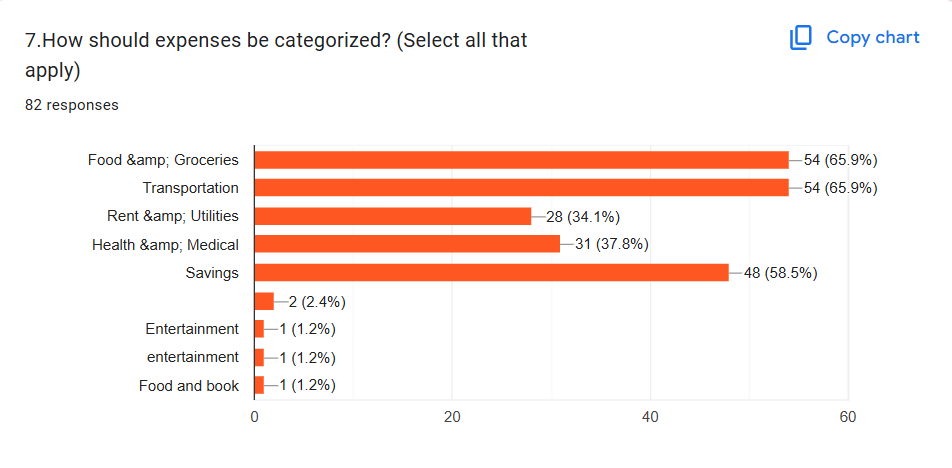 7.How should expenses be categorized? (Select all that
apply)
Copy chart
82 responses
Food &amp; Groceries 54 (65.9%)
Transportation 54 (65.9%)
Rent &amp; Utilities 28 (34.1%)
Health &amp; Medical 31 (37.8%)
Savings 48 (58.5%)
2 (2.4%)
Entertainment 1 (1.2%)
entertainment 1 (1.2%)
Food and book 1 (1.2%)
0 20 40 60